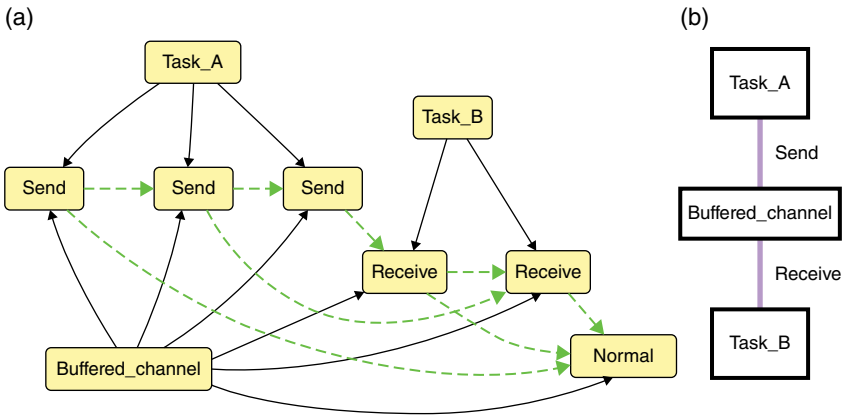 (a)
Task_A
Task_B
Send
Send
Send
Receive
Receive
Buffered_channel
Normal
(b)
Task_A
Send
Buffered_channel
Receive
Task_B